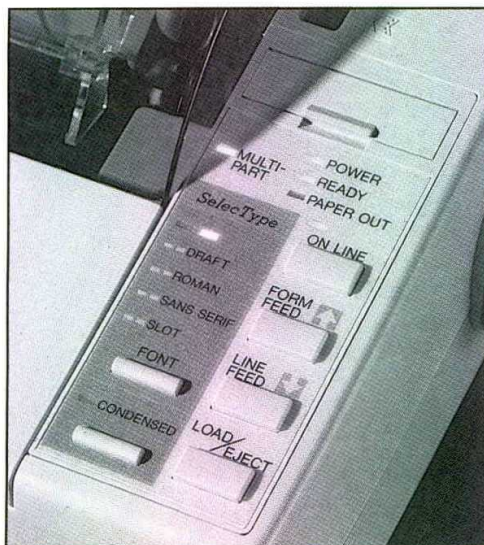 MULTI-
PART
POWER
READY
PAPER OUT
SelecType
DRAFT
ROMAN
SANS SERIF
SLOT
FONT
CONDENSED
ON LINE
FORM
FEED
LINE
FEED
LOAD/
EJECT